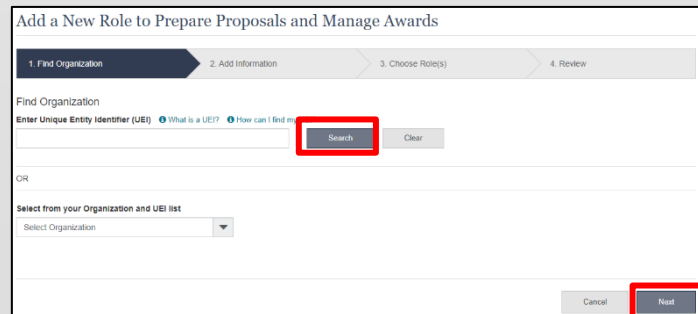 Add a New Role to Prepare Proposals and Manage Awards
1. Find Organization 2. Add Information 3. Choose Role(s) 4. Review
Find Organization
Enter Unique Entity Identifier (UEI) What is a UEI? How can I find my
Search Clear
OR
Select from your Organization and UEI list
Select Organization
Cancel Next